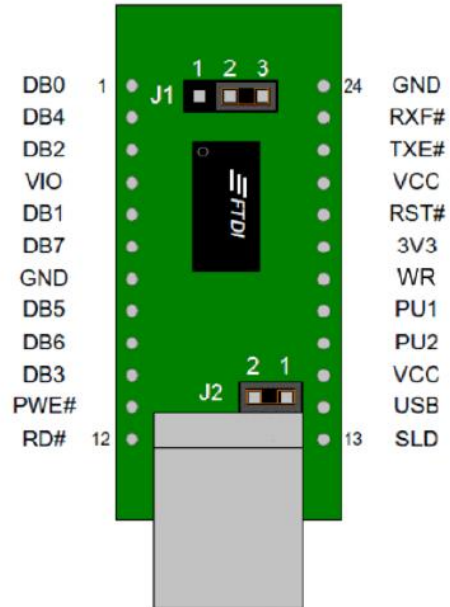 1 2 3
J1
DB0 1 24 GND
DB4 RXF#
DB2 TXE#
VIO VCC
DB1 RST#
DB7 3V3
GND WR
DB5 PU1
DB6 PU2
DB3 VCC
PWE# USB
RD# 12 13 SLD
FTDI
2 1
J2